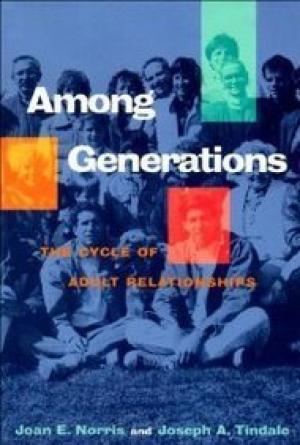 Among
Generations
THE CYCLE OF
ADULT RELATIONSHIPS
Joan E. Norris and Joseph A. Tindale